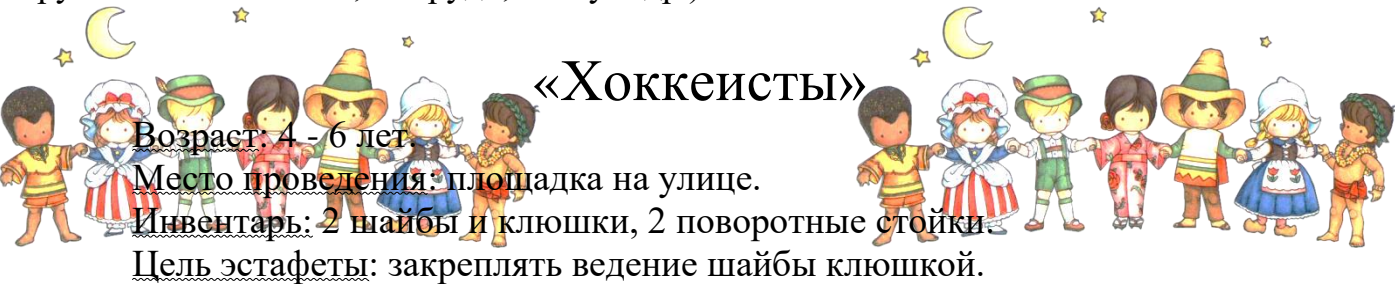 «Хоккеисты»
Возраст: 4 - 6 лет.
Место проведения: площадка на улице.
Инвентарь: 2 шайбы и клюшки, 2 поворотные стойки.
Цель эстафеты: закреплять ведение шайбы клюшкой.